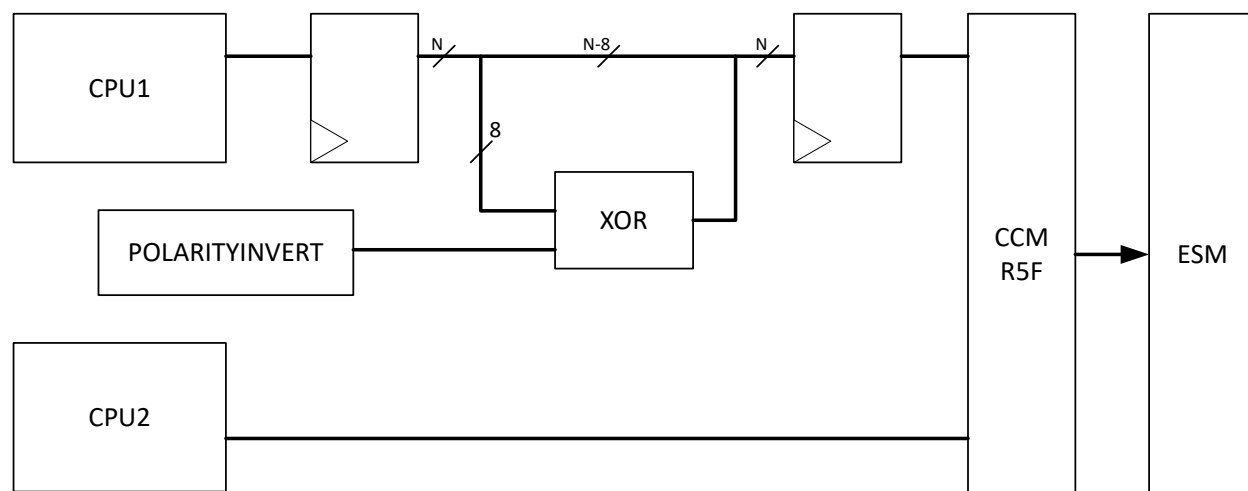 CPU1
N
N-8
N
8
XOR
POLARITYINVERT
CCM
R5F
ESM
CPU2